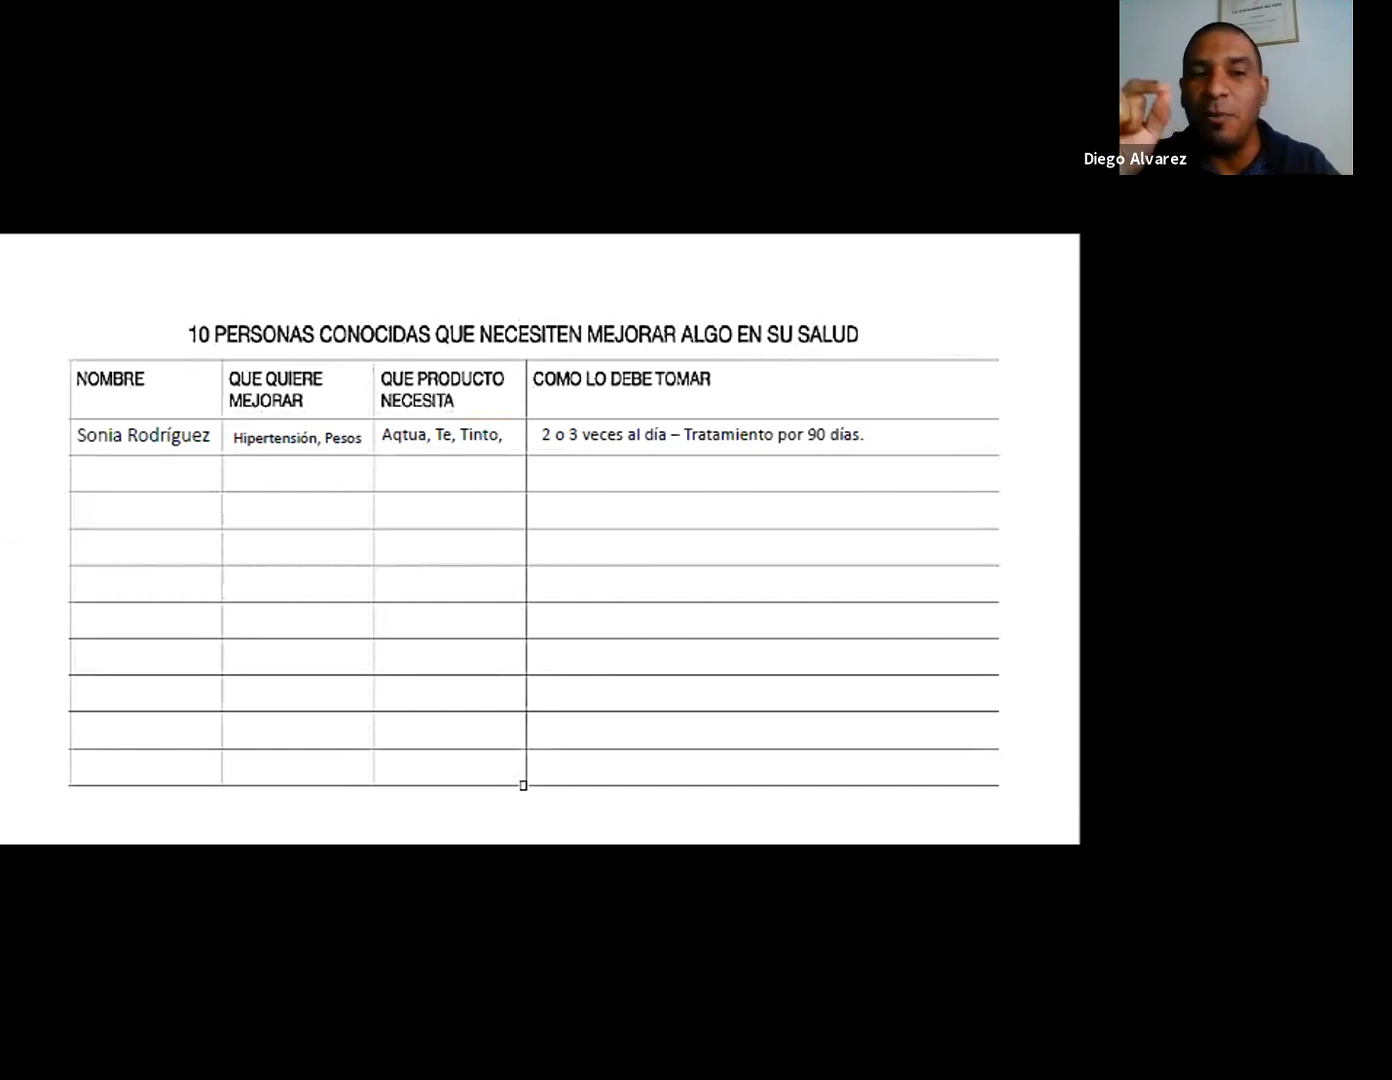 Diego Alvarez
10 PERSONAS CONOCIDAS QUE NECESITEN MEJORAR ALGO EN SU SALUD
NOMBRE
QUE QUIERE
MEJORAR
QUE PRODUCTO
NECESITA
COMO LO DEBE TOMAR
Sonia Rodríguez
Hipertensión, Pesos
Aqtua, Te, Tinto,
2 o 3 veces al día – Tratamiento por 90 días.